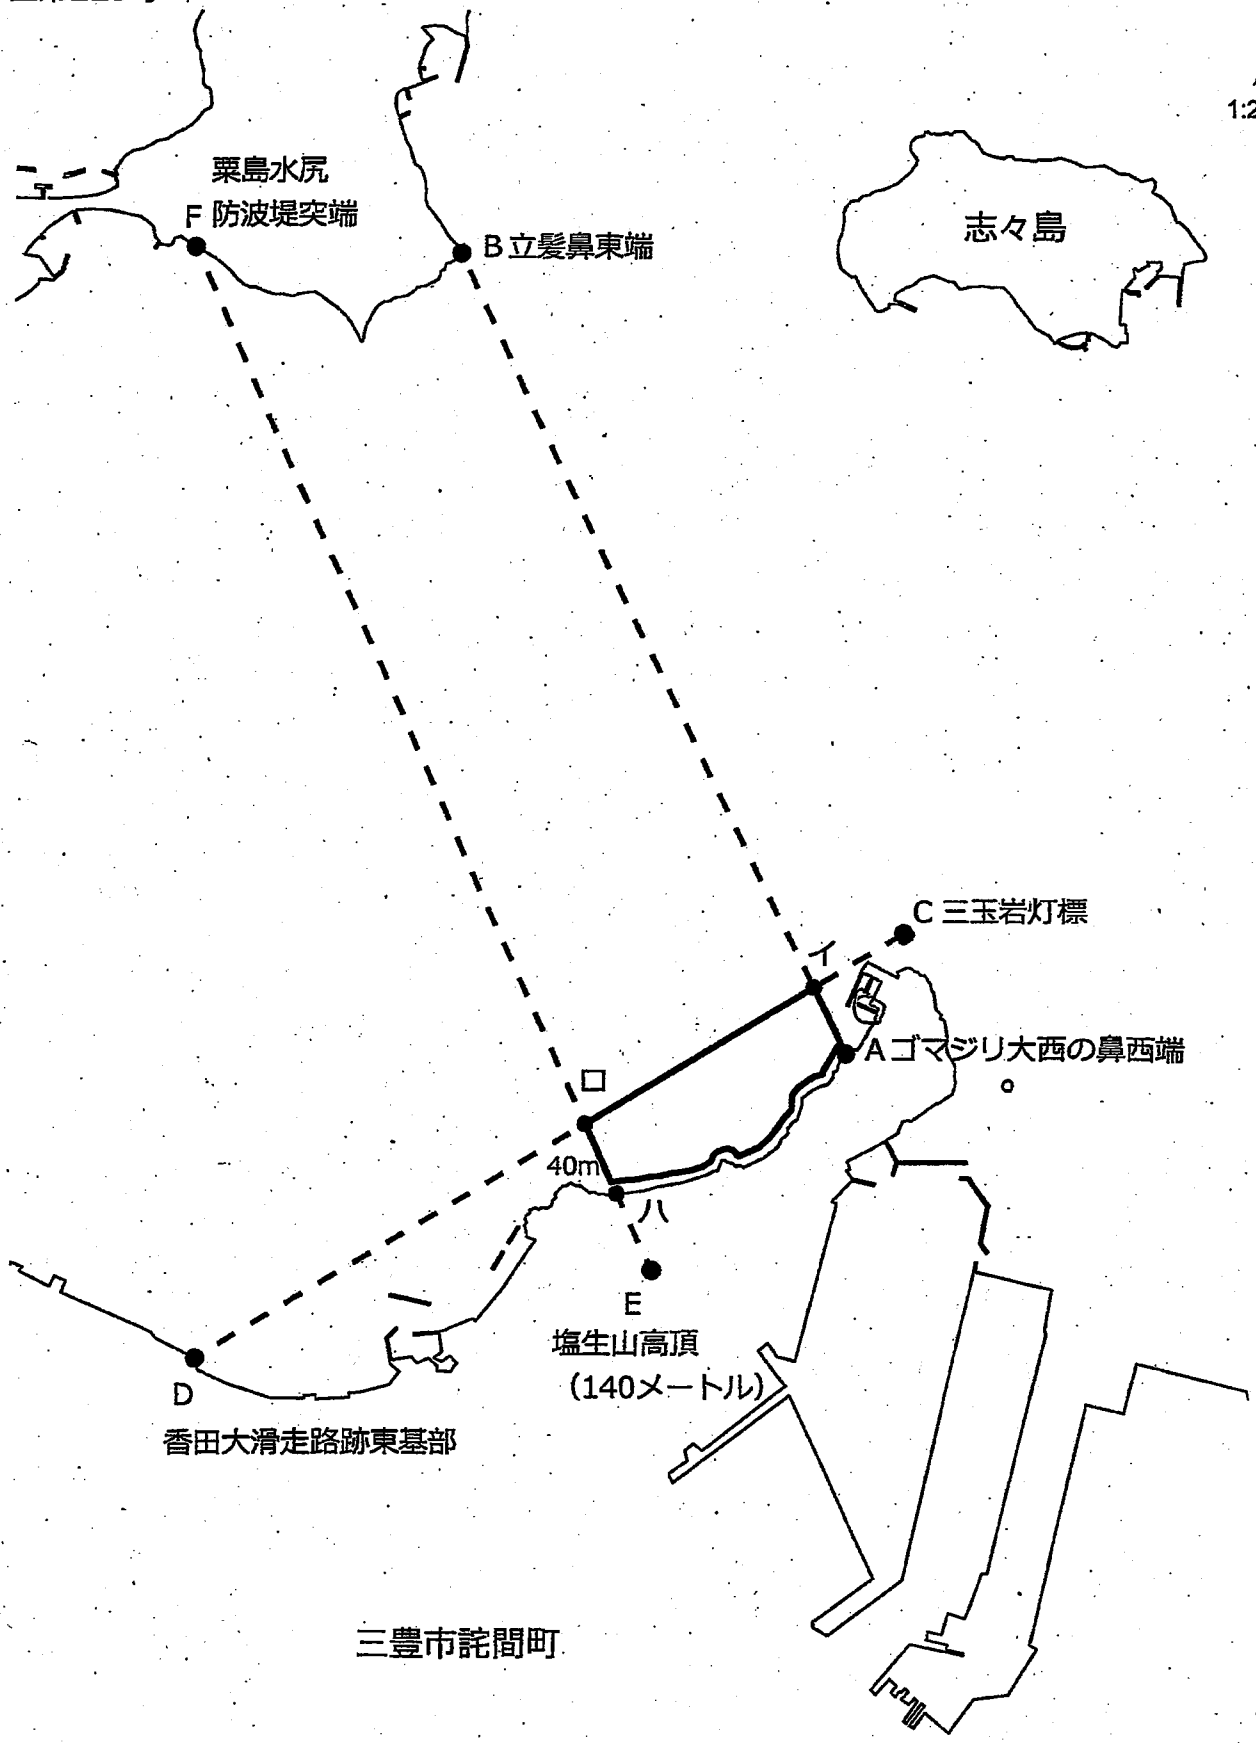 1:2
粟島水尻
F 防波堤突端
B 立髪鼻東端
志々島
C 三玉岩灯標
イ
A ゴマジリ大西の鼻西端
ロ
40m
ハ
E
塩生山高頂
(140メートル)
D
香田大滑走路跡東基部
三豊市詫間町